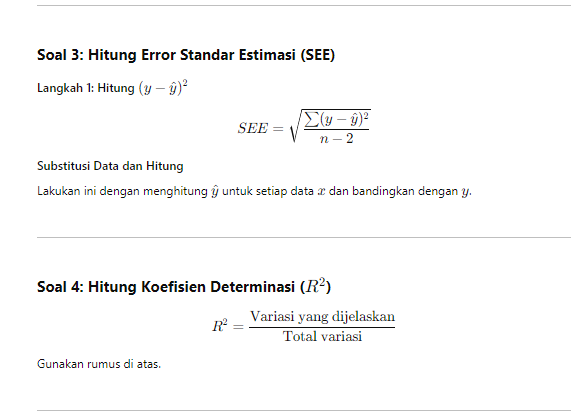 Soal 3: Hitung Error Standar Estimasi (SEE)
Langkah 1: Hitung (y − ŷ)²
SEE = √(∑(y − ŷ)² / (n − 2))
Substitusi Data dan Hitung
Lakukan ini dengan menghitung ŷ untuk setiap data x dan bandingkan dengan y.
Soal 4: Hitung Koefisien Determinasi (R²)
R² = Variasi yang dijelaskan / Total variasi
Gunakan rumus di atas.